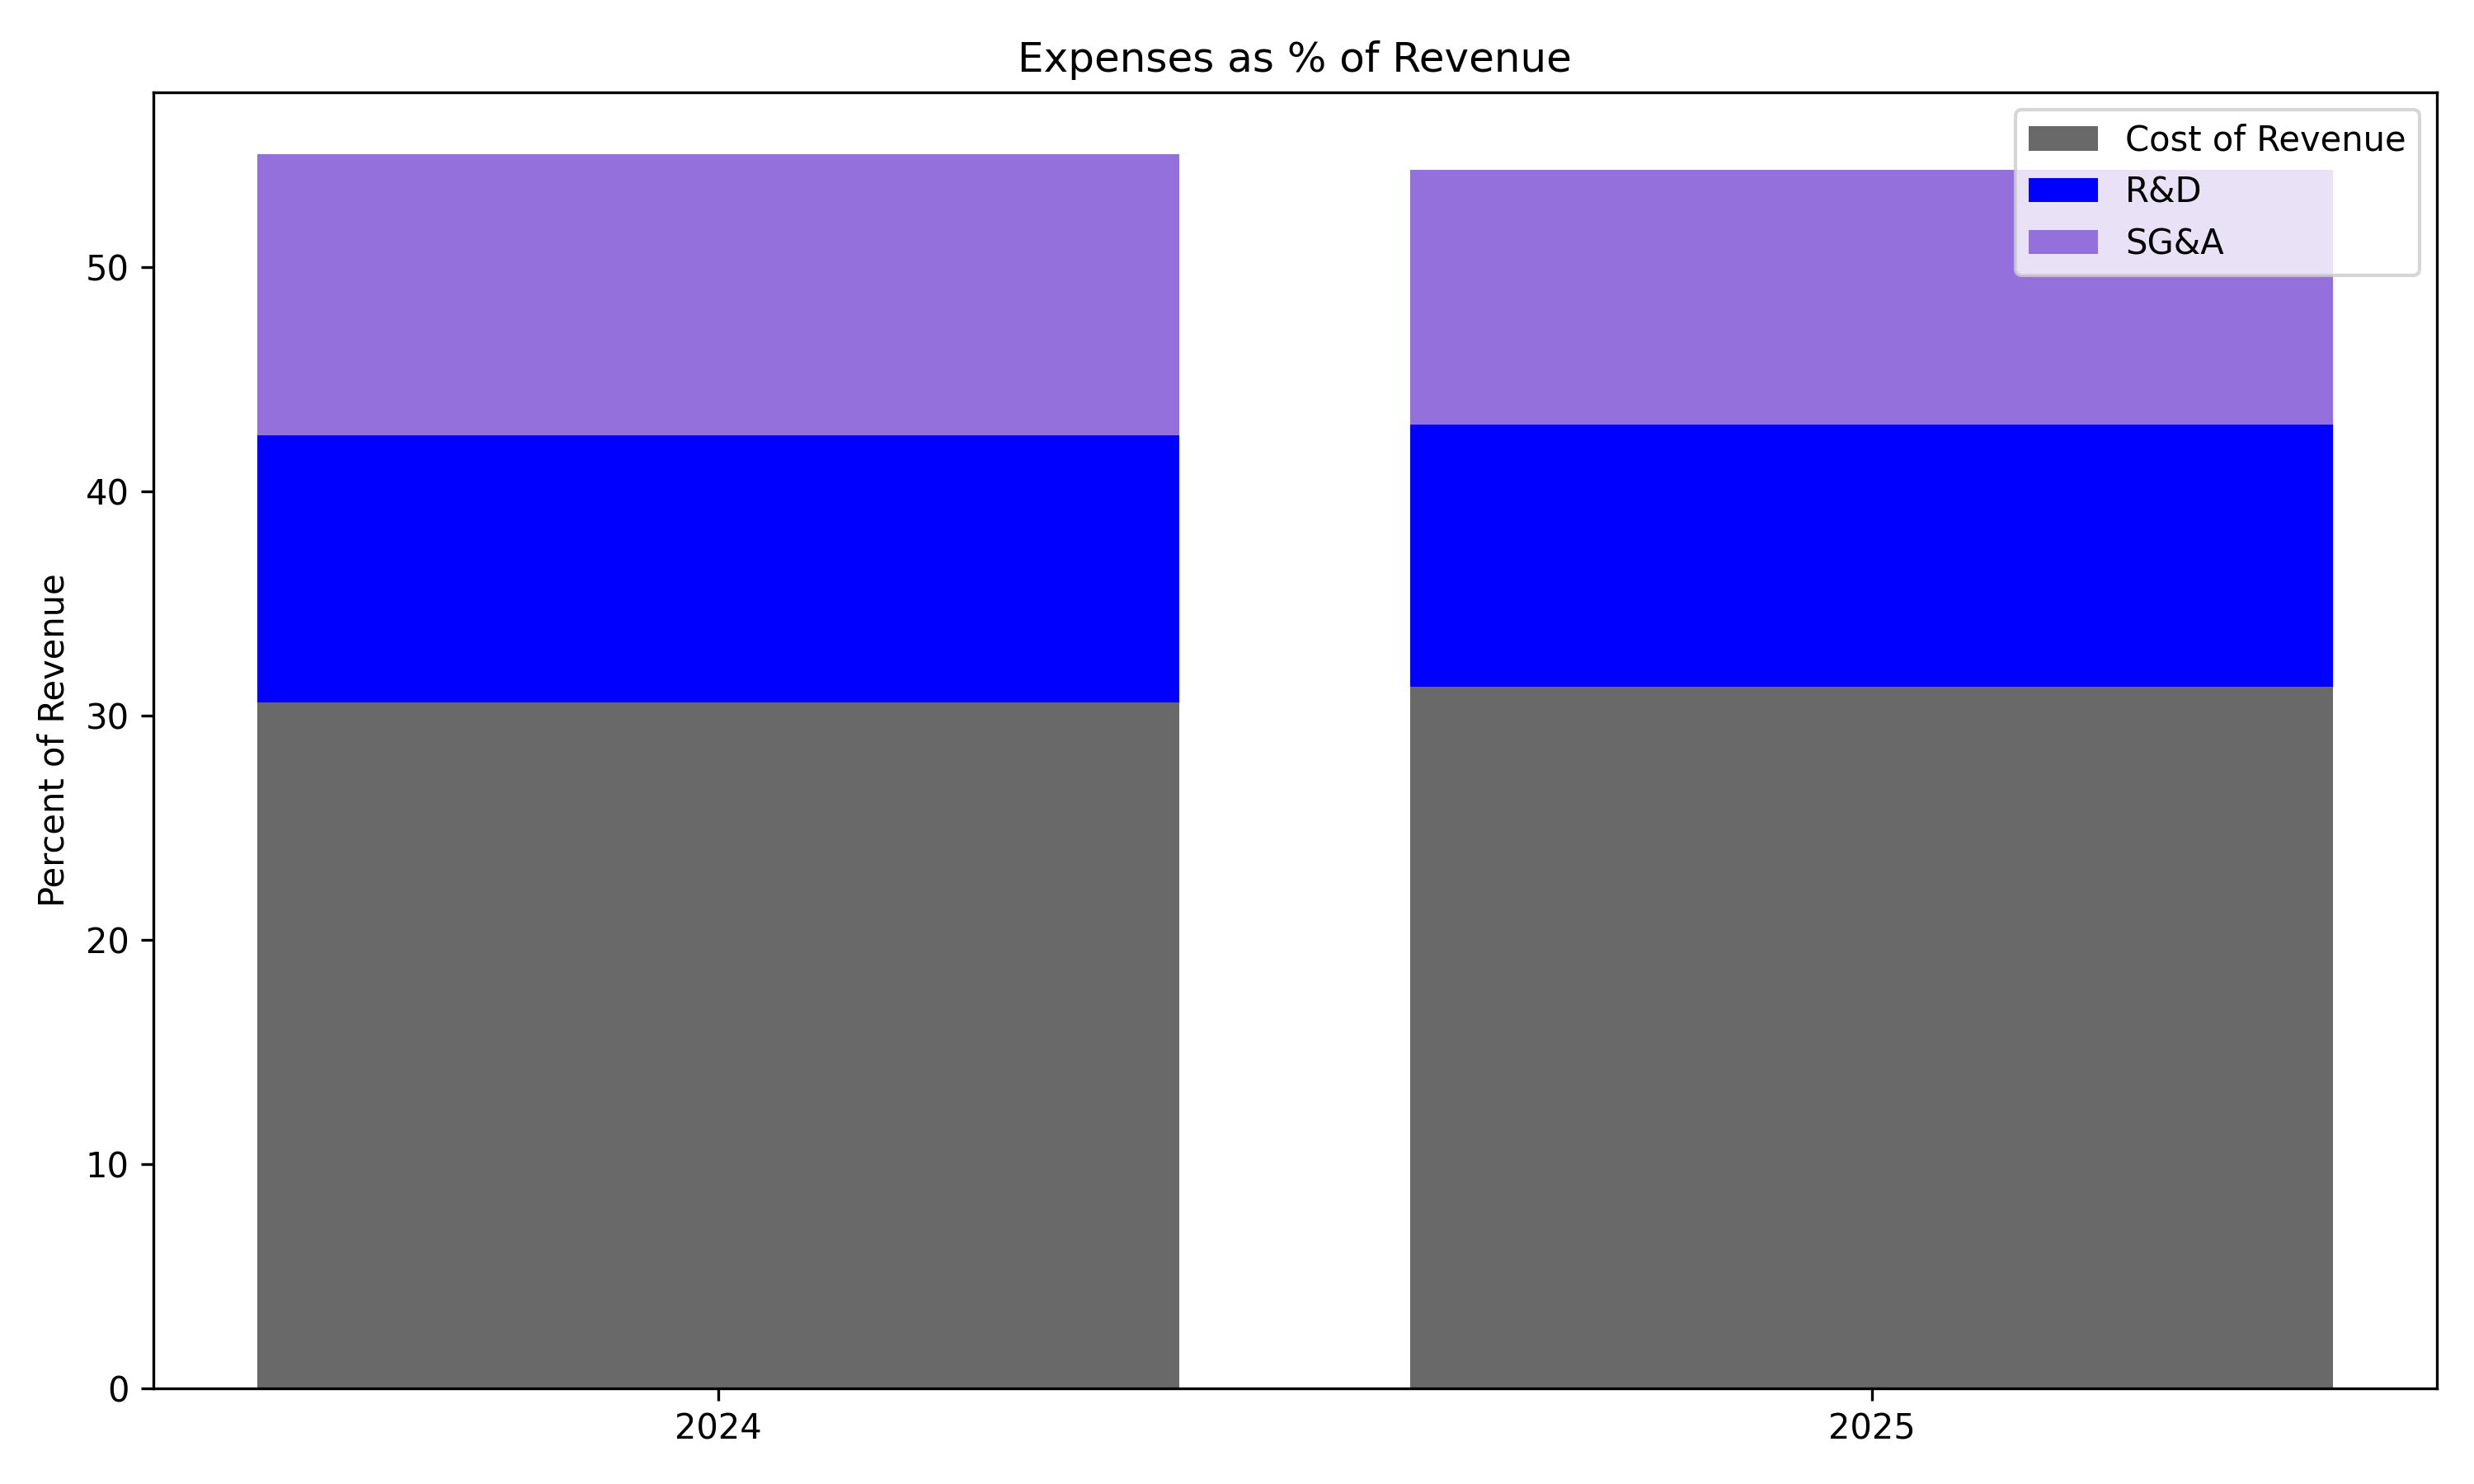 Expenses as % of Revenue
Cost of Revenue
R&D
SG&A
Percent of Revenue
50
40
30
20
10
0
2024
2025